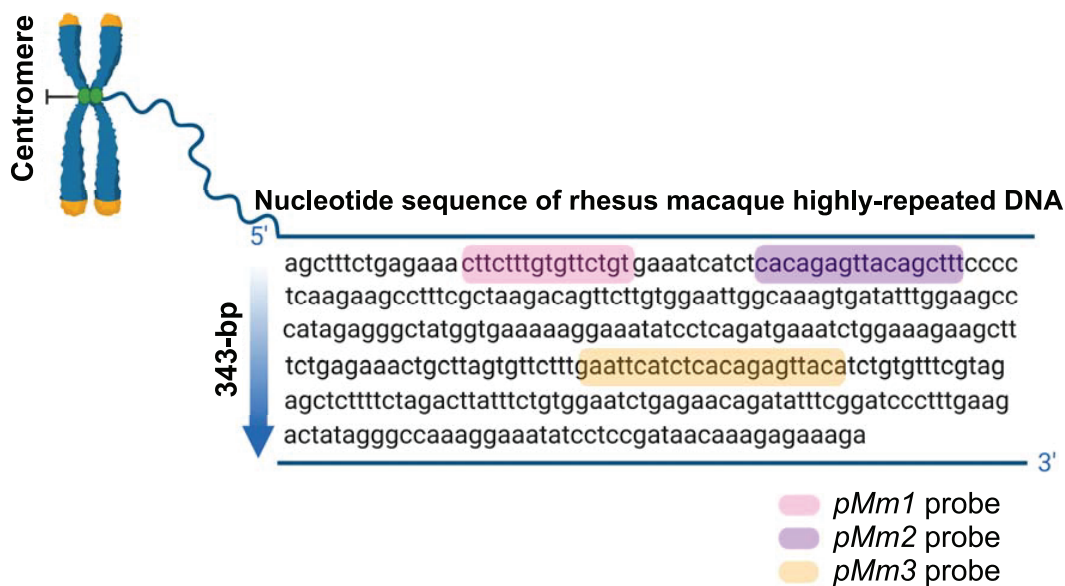 Centromere
Nucleotide sequence of rhesus macaque highly-repeated DNA
5'
343-bp
agctttctgagaaacttctttgtgttctgtgaaatcatctcacagagttacagctttcccc
tcaagaagcctttcgctaagacagttcttgtggaattggcaaagtgatatttggaagcc
catagagggctatggtgaaaaaggaaatatcctcagatgaaatctggaaagaagctt
tctgagaaactgcttagtgttctttgaattcatctcacagagttacatctgtgtttcgtag
agctcttttctagacttatttctgtggaatctgagaacagatatttcggatccctttgaag
actatagggccaaaggaaatatcctccgataacaaagagaaaga
3'
pMm1 probe
pMm2 probe
pMm3 probe